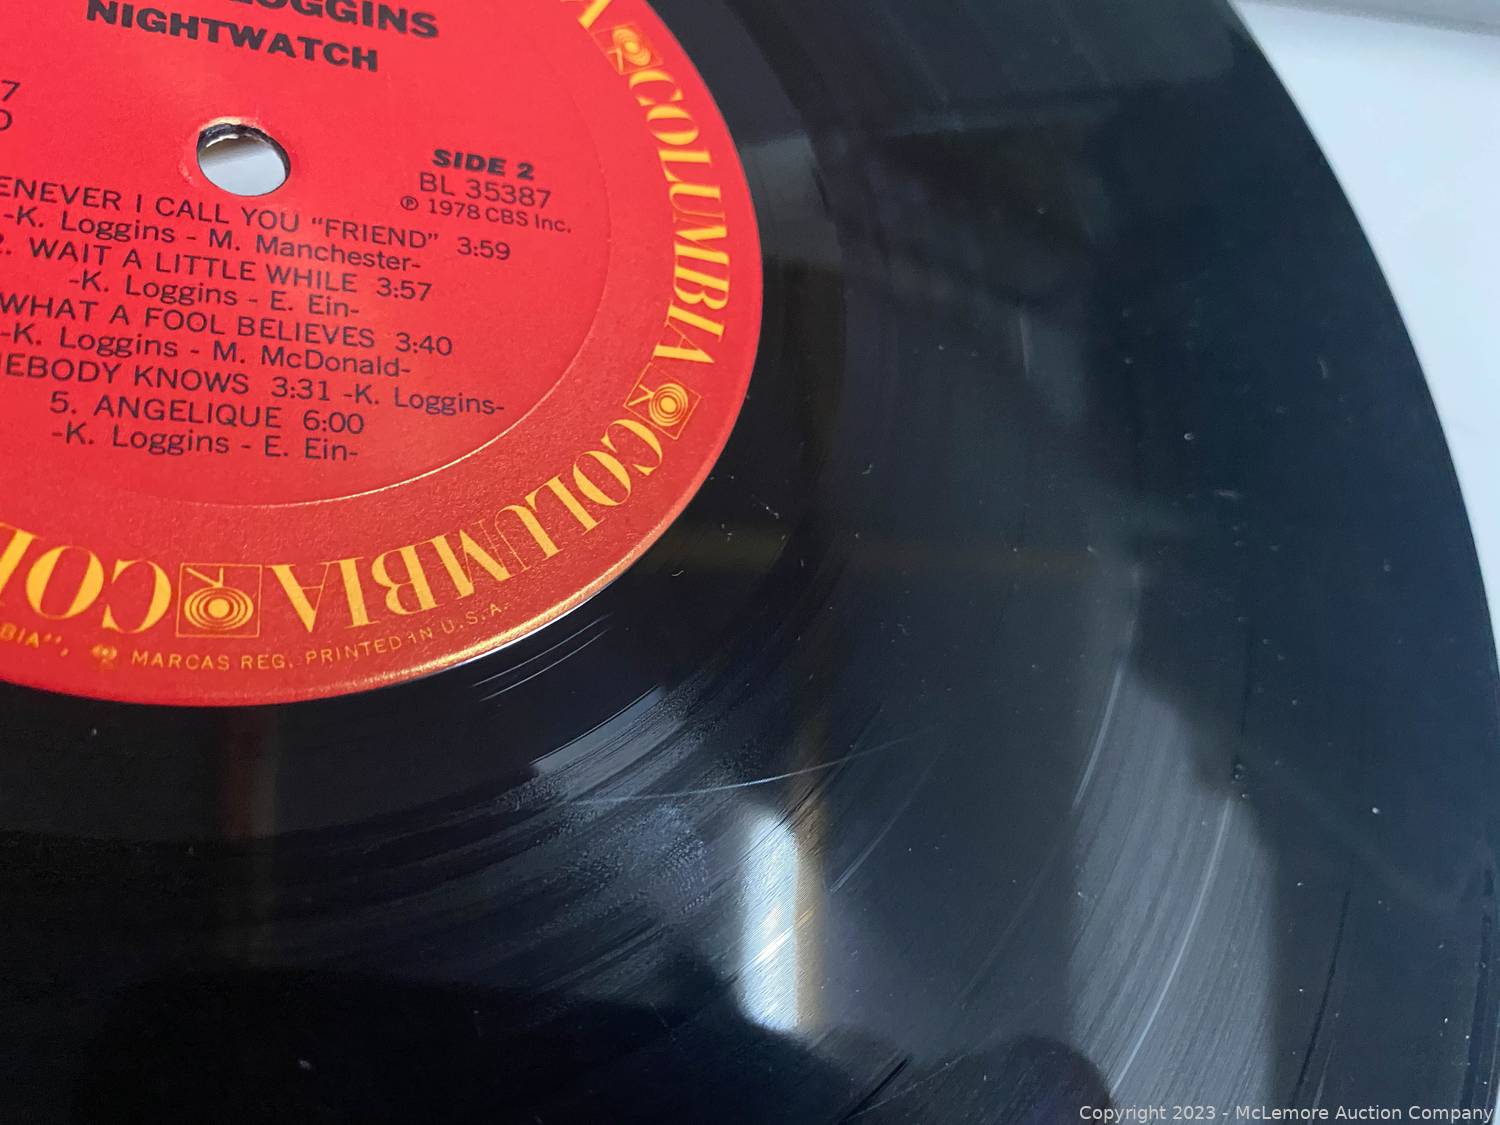 LOGGINS
NIGHTWATCH
7
SIDE 2
BL 35387
℗ 1978 CBS Inc.
ENEVER I CALL YOU "FRIEND" 3:59
-K. Loggins - M. Manchester-
2. WAIT A LITTLE WHILE 3:57
-K. Loggins - E. Ein-
WHAT A FOOL BELIEVES 3:40
-K. Loggins - M. McDonald-
MEBODY KNOWS 3:31 -K. Loggins-
5. ANGELIQUE 6:00
-K. Loggins - E. Ein-
A COLUMBIA COLUMBIA COL
BIA", MARCAS REG. PRINTED IN U.S.A.
Copyright 2023 - McLemore Auction Company